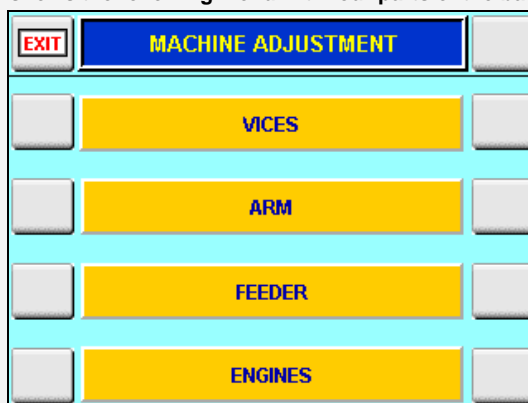 EXIT
MACHINE ADJUSTMENT
VICES
ARM
FEEDER
ENGINES